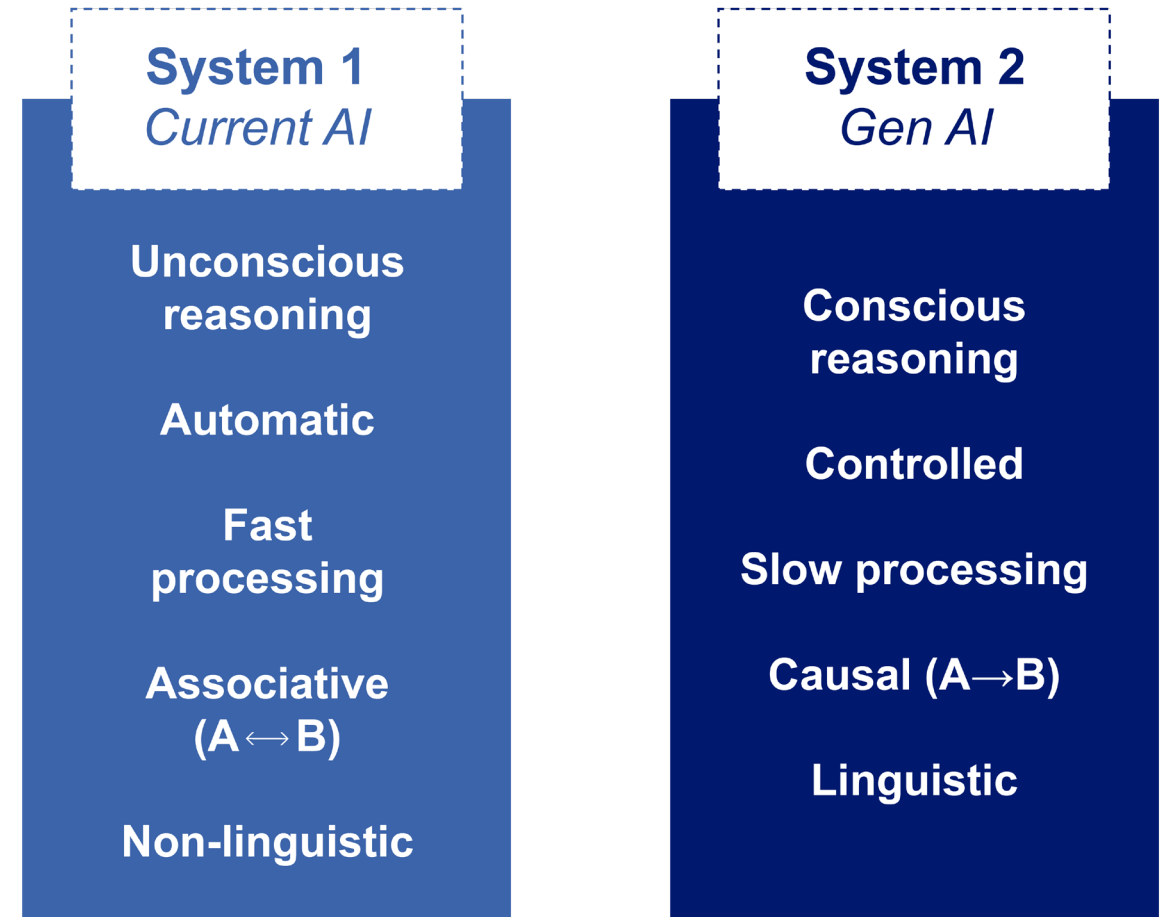 System 1
Current AI
Unconscious
reasoning
Automatic
Fast
processing
Associative
(A ⟷ B)
Non-linguistic
System 2
Gen AI
Conscious
reasoning
Controlled
Slow processing
Causal (A→B)
Linguistic